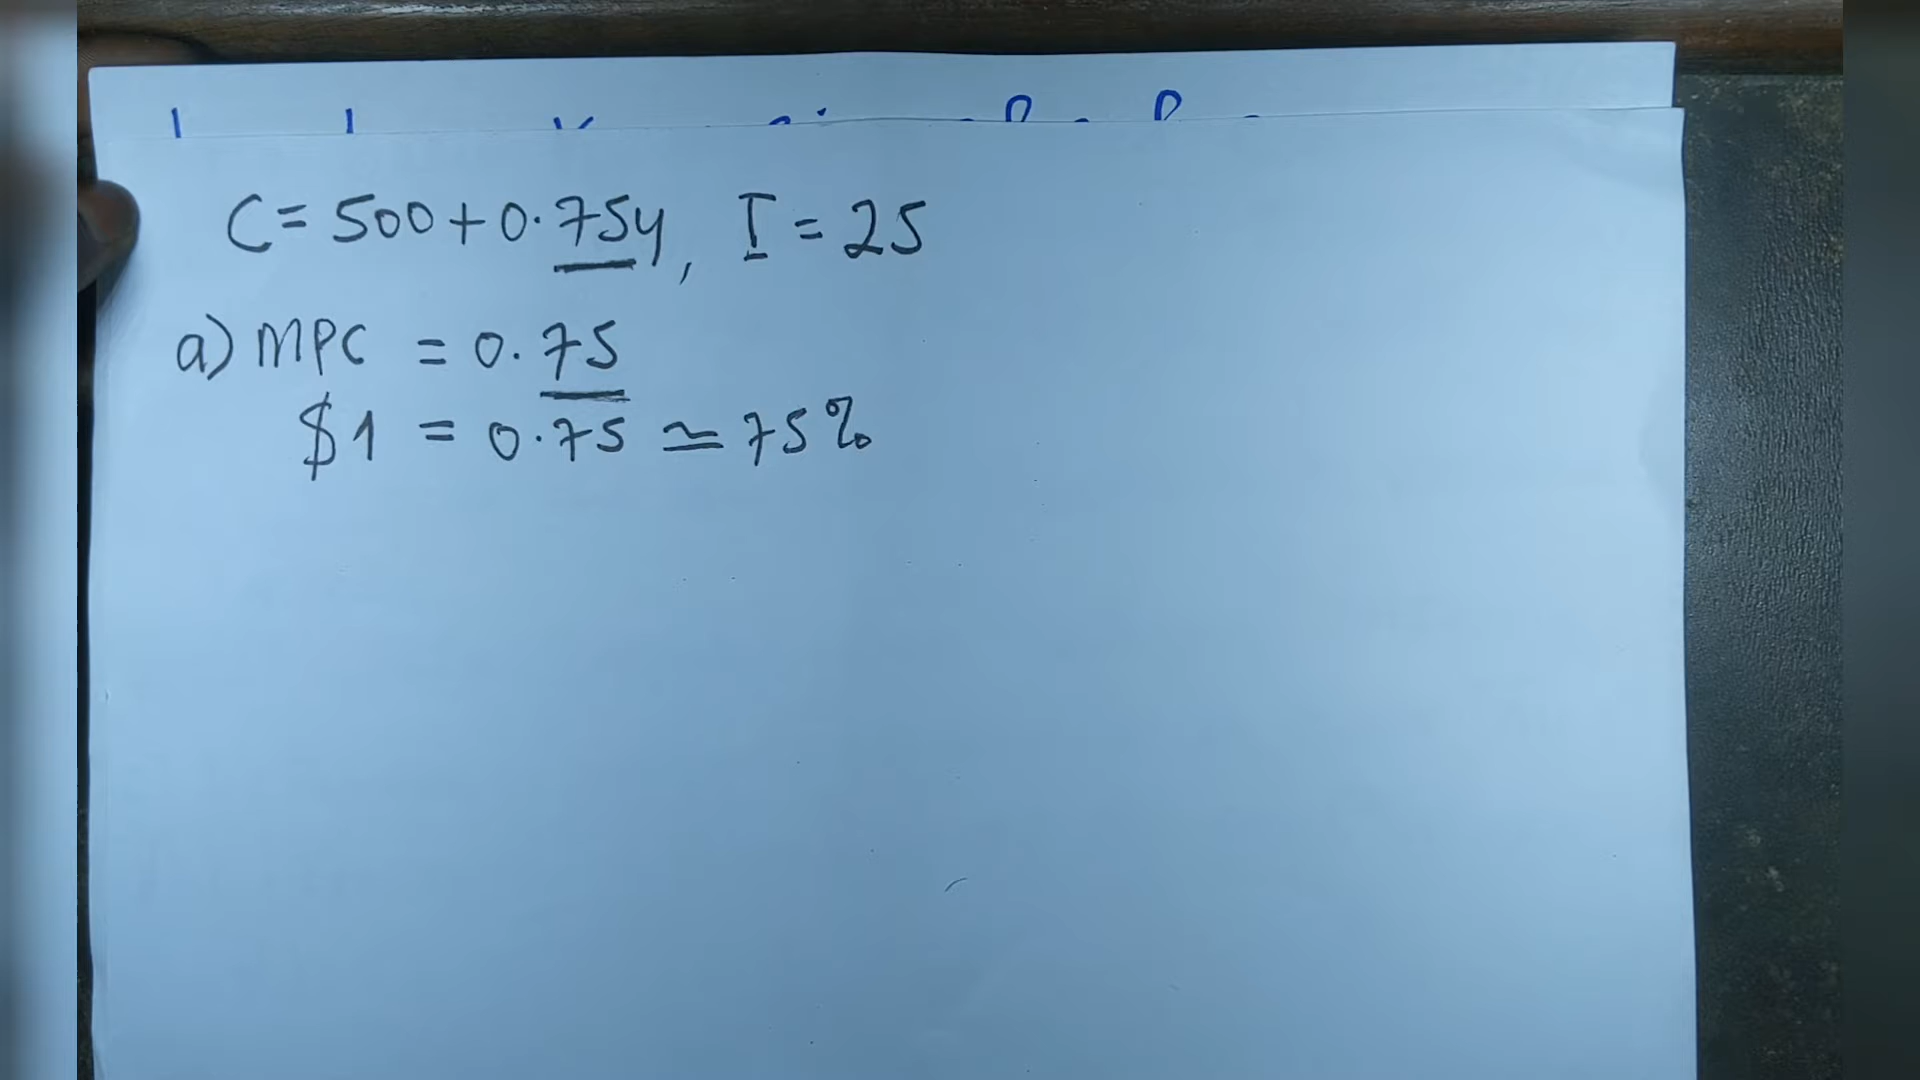 C = 500 + 0.75y, I = 25
a) MPC = 0.75
$1 = 0.75 ≃ 75%